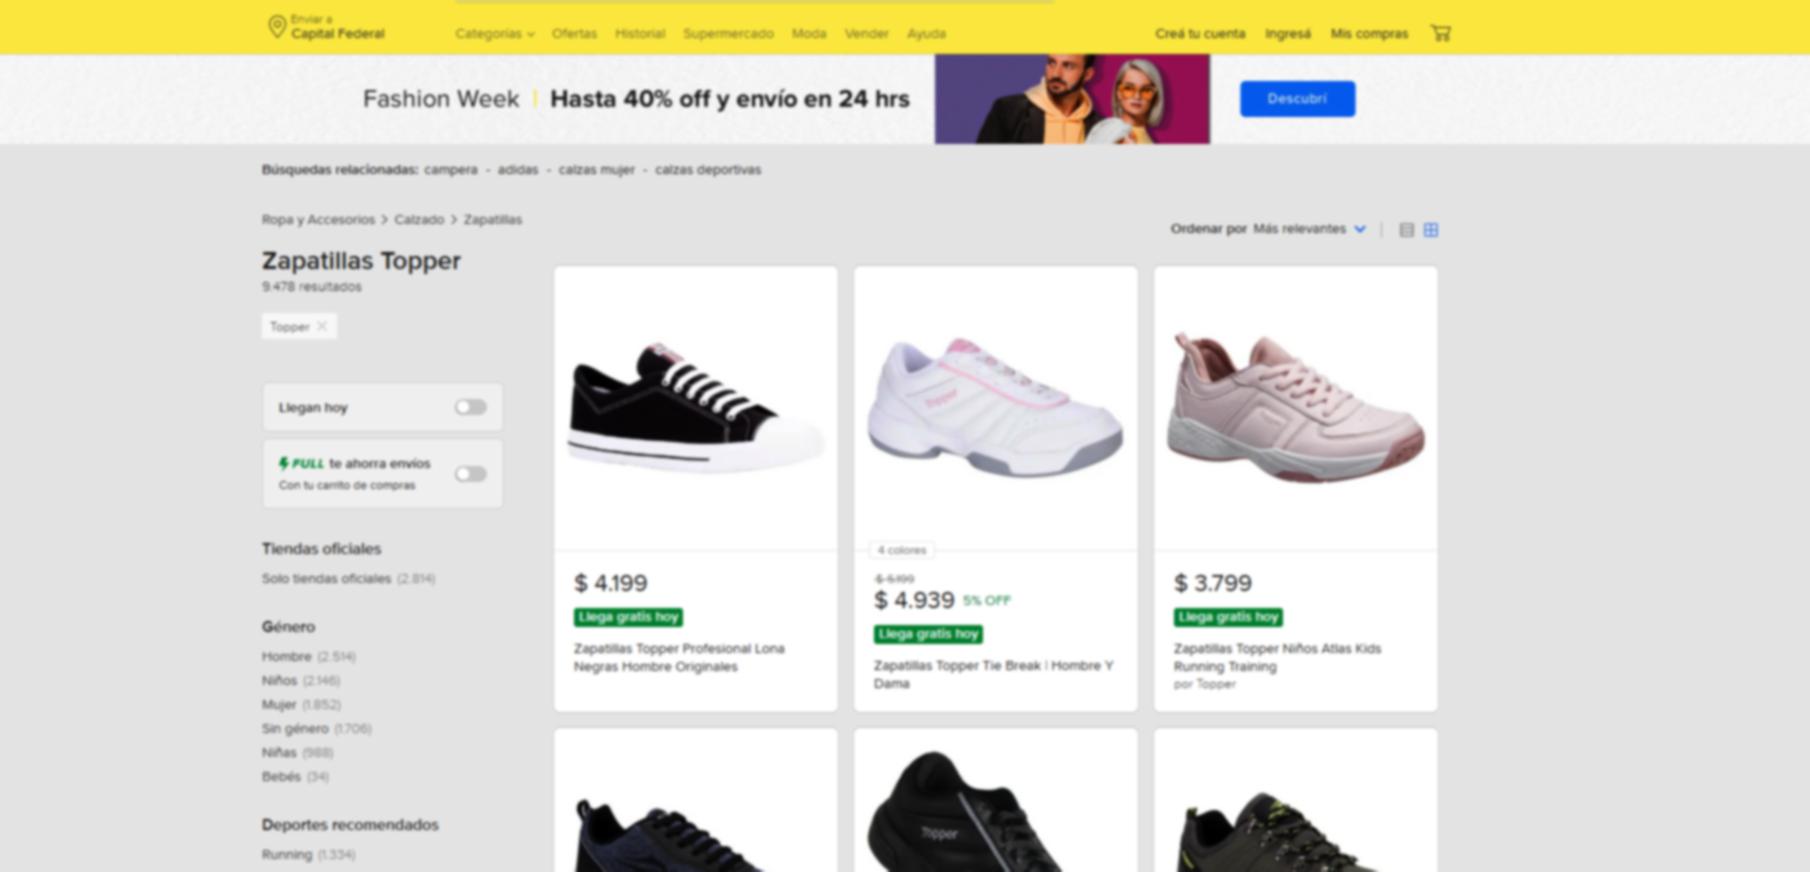 Enviar a
Capital Federal
Categorías Ofertas Historial Supermercado Moda Vender Ayuda
Creá tu cuenta Ingresá Mis compras
Fashion Week | Hasta 40% off y envío en 24 hrs
Descubrí
Búsquedas relacionadas: campera - adidas - calzas mujer - calzas deportivas
Ropa y Accesorios > Calzado > Zapatillas
Ordenar por Más relevantes
Zapatillas Topper
9.478 resultados
Topper
Llegan hoy
FULL te ahorra envíos
Con tu carrito de compras
Tiendas oficiales
Solo tiendas oficiales (2.814)
Género
Hombre (2.514)
Niños (2.146)
Mujer (1.852)
Sin género (1.706)
Niñas (988)
Bebés (34)
Deportes recomendados
Running (1.334)
$ 4.199
Llega gratis hoy
Zapatillas Topper Profesional Lona
Negras Hombre Originales
Topper
4 colores
$ 5.199
$ 4.939 5% OFF
Llega gratis hoy
Zapatillas Topper Tie Break | Hombre Y
Dama
$ 3.799
Llega gratis hoy
Zapatillas Topper Niños Atlas Kids
Running Training
por Topper
Topper